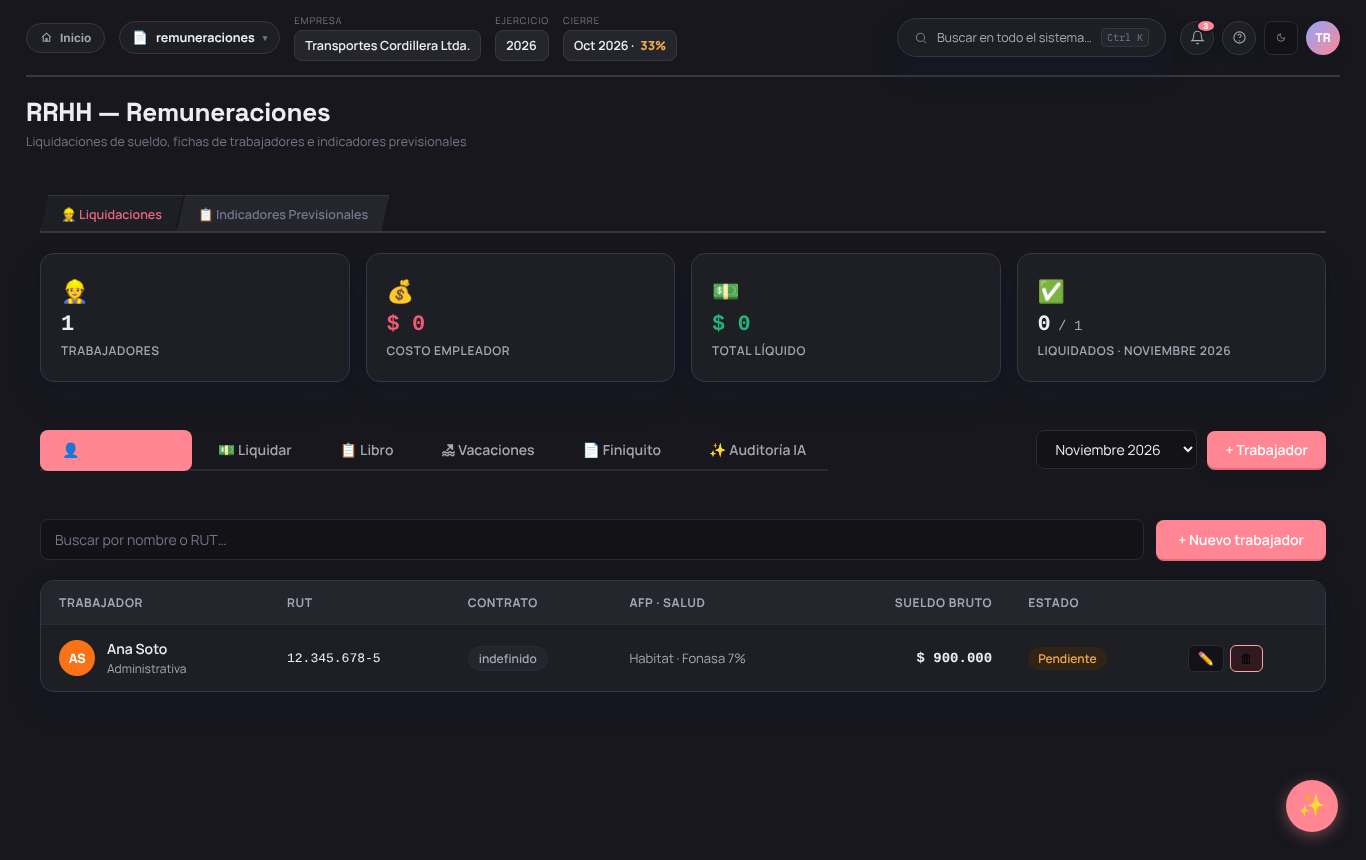 Inicio
remuneraciones
EMPRESA
Transportes Cordillera Ltda.
EJERCICIO
2026
CIERRE
Oct 2026 · 33%
Buscar en todo el sistema...
Ctrl K
3
TR
RRHH — Remuneraciones
Liquidaciones de sueldo, fichas de trabajadores e indicadores previsionales
Liquidaciones
Indicadores Previsionales
1
TRABAJADORES
$ 0
COSTO EMPLEADOR
$ 0
TOTAL LÍQUIDO
0 / 1
LIQUIDADOS · NOVIEMBRE 2026
Liquidar
Libro
Vacaciones
Finiquito
Auditoría IA
Noviembre 2026
+ Trabajador
Buscar por nombre o RUT...
+ Nuevo trabajador
TRABAJADOR
RUT
CONTRATO
AFP · SALUD
SUELDO BRUTO
ESTADO
AS
Ana Soto
Administrativa
12.345.678-5
indefinido
Habitat · Fonasa 7%
$ 900.000
Pendiente